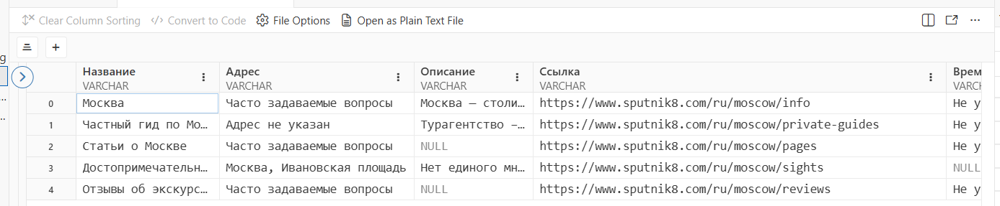 Clear Column Sorting Convert to Code File Options Open as Plain Text File
Название Адрес Описание Ссылка Врем
VARCHAR VARCHAR VARCHAR VARCHAR VARCH
0 Москва Часто задаваемые вопросы Москва — столи… https://www.sputnik8.com/ru/moscow/info Не у
1 Частный гид по Мо… Адрес не указан Турагентство —… https://www.sputnik8.com/ru/moscow/private-guides Не у
2 Статьи о Москве Часто задаваемые вопросы NULL https://www.sputnik8.com/ru/moscow/pages Не у
3 Достопримечательн… Москва, Ивановская площадь Нет единого мн… https://www.sputnik8.com/ru/moscow/sights NULL
4 Отзывы об экскурс… Часто задаваемые вопросы NULL https://www.sputnik8.com/ru/moscow/reviews Не у